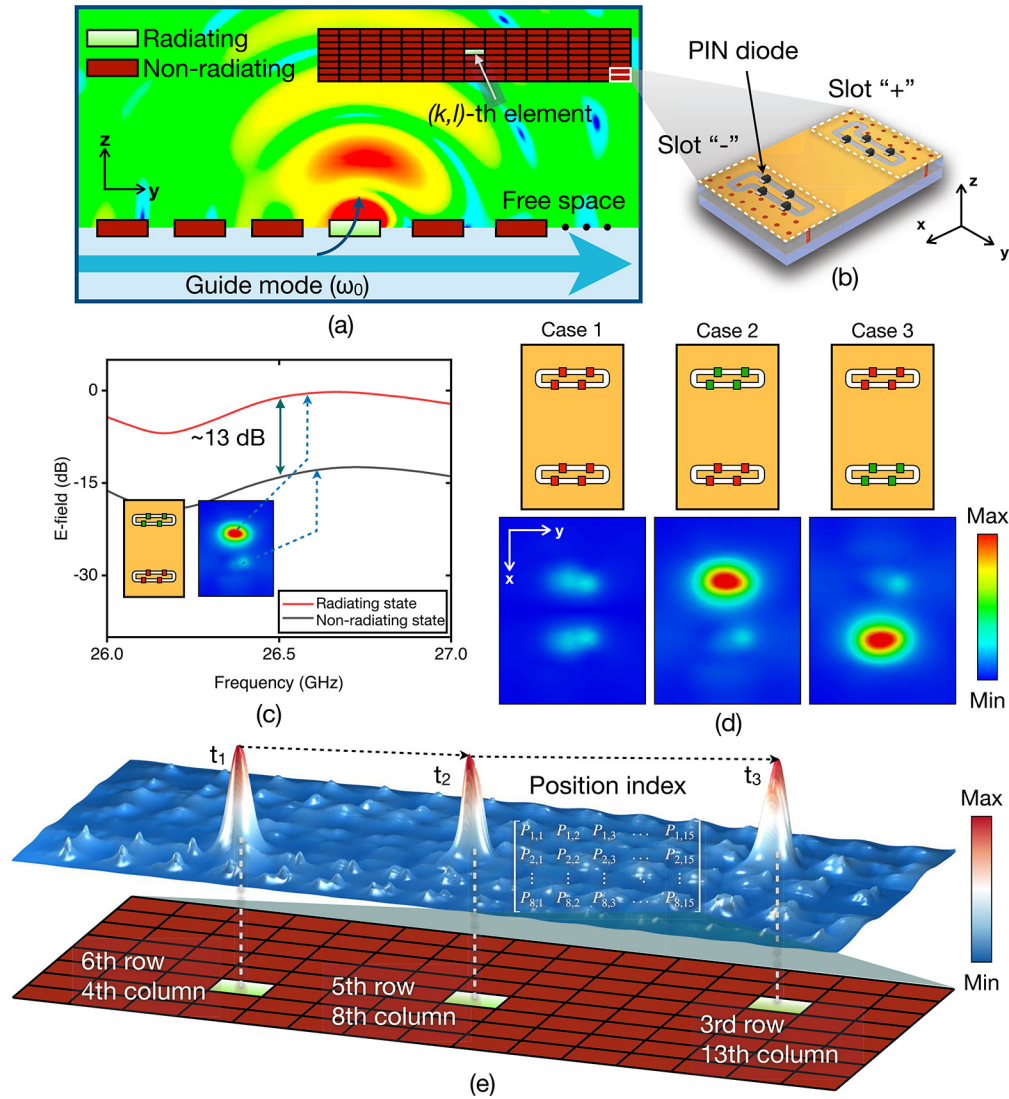 Radiating
Non-radiating
(k,l)-th element
z
y
Free space
Guide mode (ω₀)
(a)
PIN diode
Slot “+”
Slot “-”
z
x
y
(b)
0
-15
-30
E-field (dB)
~13 dB
Radiating state
Non-radiating state
26.0
26.5
27.0
Frequency (GHz)
(c)
Case 1
Case 2
Case 3
y
x
Max
Min
(d)
t₁
t₂
t₃
Position index
P₁,₁ P₁,₂ P₁,₃ ... P₁,₁₅
P₂,₁ P₂,₂ P₂,₃ ... P₂,₁₅
⋮ ⋮ ⋮ ⋮ ⋮
P₈,₁ P₈,₂ P₈,₃ .... P₈,₁₅
Max
Min
6th row
4th column
5th row
8th column
3rd row
13th column
(e)